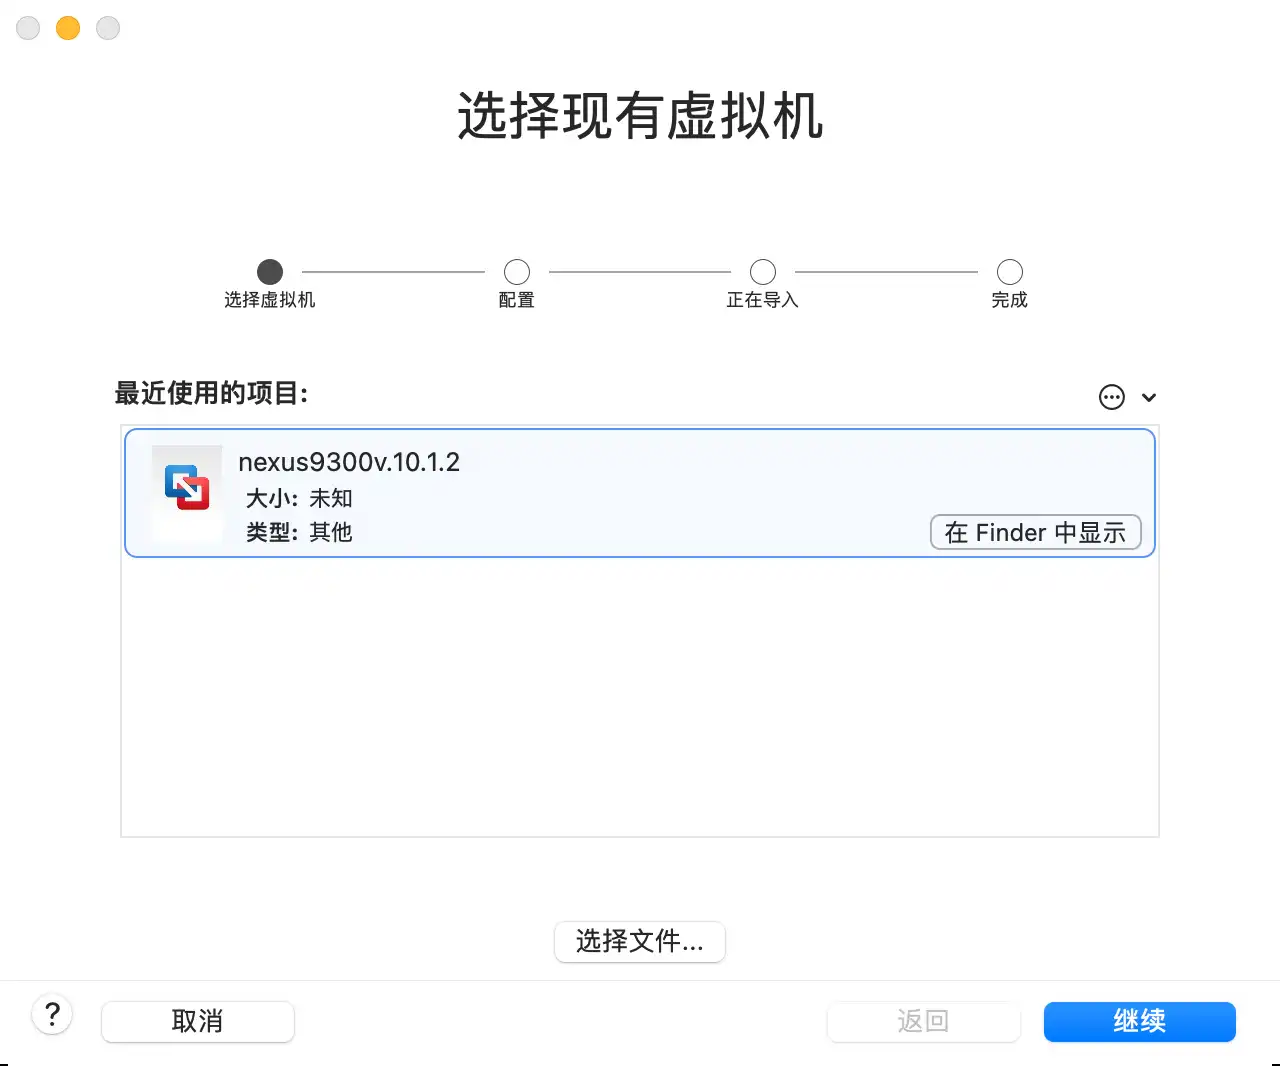 选择现有虚拟机
选择虚拟机
配置
正在导入
完成
最近使用的项目:
nexus9300v.10.1.2
大小: 未知
类型: 其他
在 Finder 中显示
选择文件...
?
取消
返回
继续